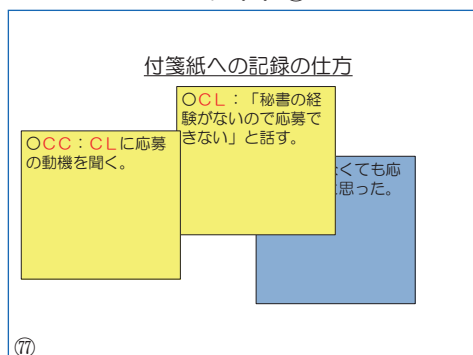 付箋紙への記録の仕方
○CL：「秘書の経
験がないので応募で
きない」と話す。
○CC：CLに応募
の動機を聞く。
くても応
思った。
㊆